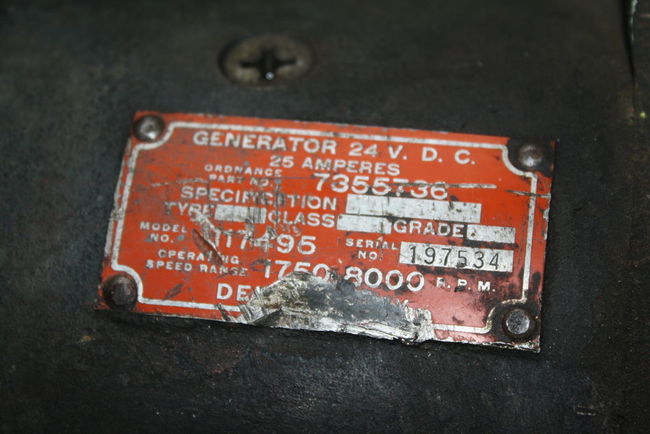 GENERATOR 24 V. D. C.
25 AMPERES
ORDNANCE PART NO. 7355736
SPECIFICATION
TYPE CLASS GRADE
MODEL NO. 1117495 SERIAL NO. 197534
OPERATING SPEED RANGE 1750-8000 R.P.M.